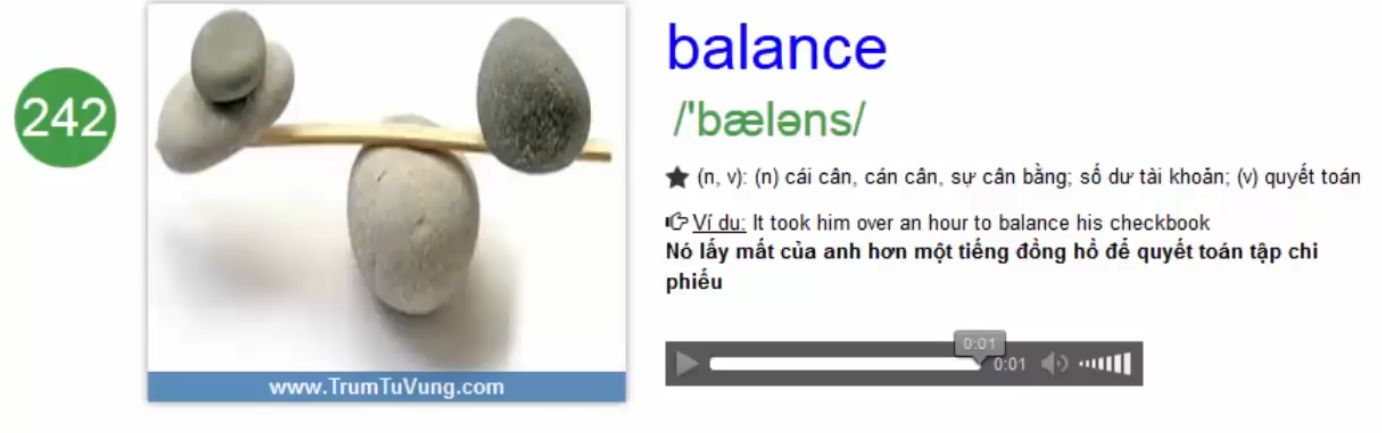 242
balance
/'bæləns/
(n, v): (n) cái cân, cán cân, sự cân bằng; số dư tài khoản; (v) quyết toán
Ví du: It took him over an hour to balance his checkbook
Nó lấy mất của anh hơn một tiếng đồng hồ để quyết toán tập chi
phiếu
0:01
0:01
www.TrumTuVung.com